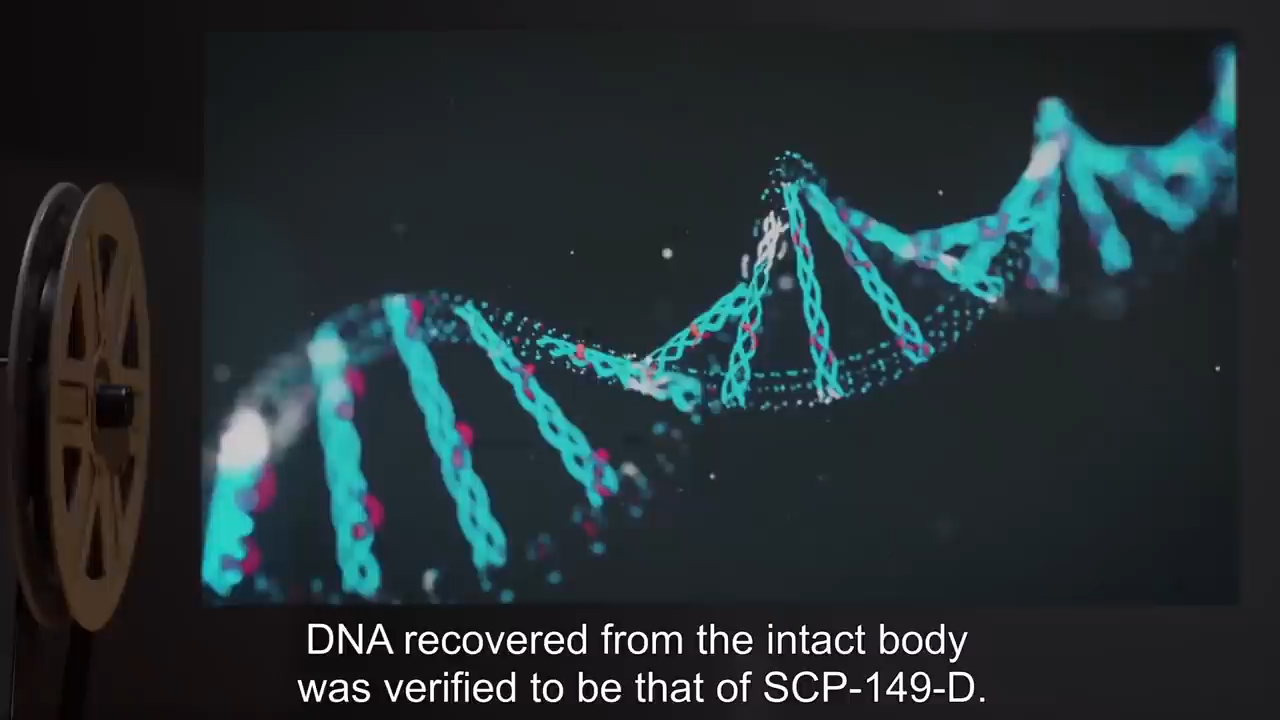 DNA recovered from the intact body
was verified to be that of SCP-149-D.